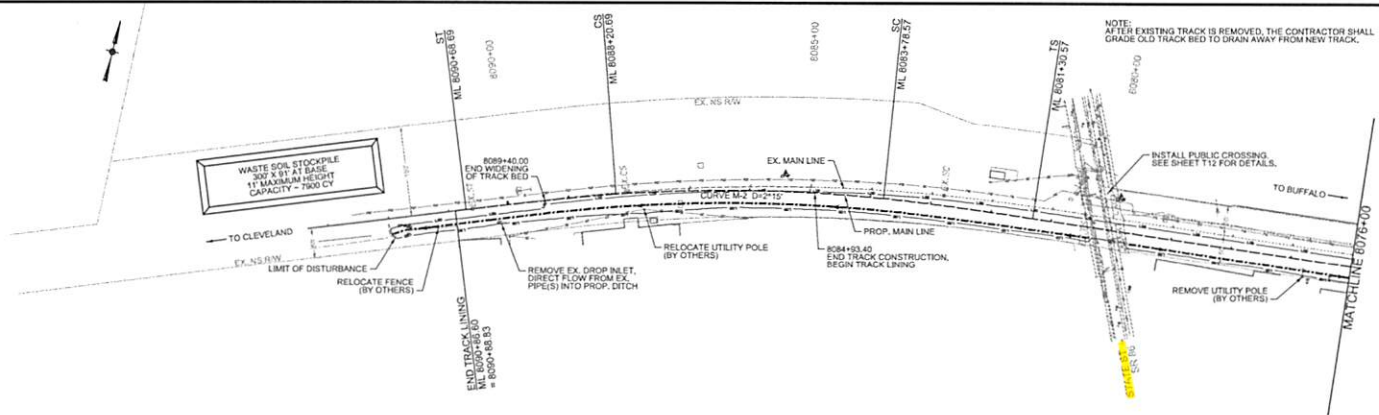 NOTE:
AFTER EXISTING TRACK IS REMOVED, THE CONTRACTOR SHALL
GRADE OLD TRACK BED TO DRAIN AWAY FROM NEW TRACK.
ST
ML 8090+68.69
8090+00
CS
ML 8088+20.69
8085+00
SC
ML 8083+78.57
TS
ML 8081+30.57
8080+00
EX. NS R/W
WASTE SOIL STOCKPILE
300' X 91' AT BASE
11' MAXIMUM HEIGHT
CAPACITY ~ 7900 CY
8089+40.00
END WIDENING
OF TRACK BED
EX. MAIN LINE
CURVE M-2 D=2°15'
PROP. MAIN LINE
INSTALL PUBLIC CROSSING.
SEE SHEET T12 FOR DETAILS.
TO BUFFALO
TO CLEVELAND
EX. NS R/W
LIMIT OF DISTURBANCE
RELOCATE FENCE
(BY OTHERS)
REMOVE EX. DROP INLET,
DIRECT FLOW FROM EX.
PIPE(S) INTO PROP. DITCH
RELOCATE UTILITY POLE
(BY OTHERS)
8084+93.40
END TRACK CONSTRUCTION,
BEGIN TRACK LINING
REMOVE UTILITY POLE
(BY OTHERS)
MATCHLINE 8076+00
END TRACK LINING
ML 8090+86.60
= 8090+88.83
STATE ST